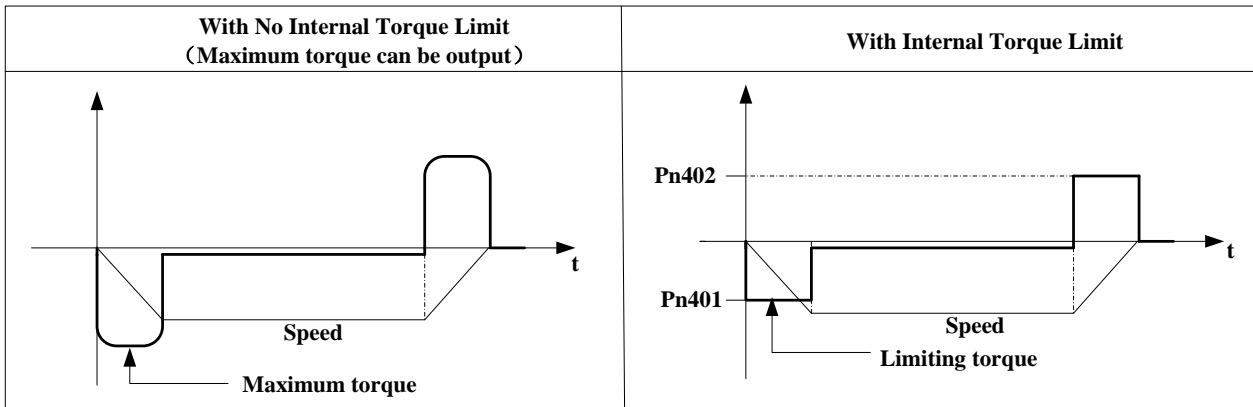 With No Internal Torque Limit
（Maximum torque can be output）
With Internal Torque Limit
t
Speed
Maximum torque
Pn402
Pn401
t
Speed
Limiting torque